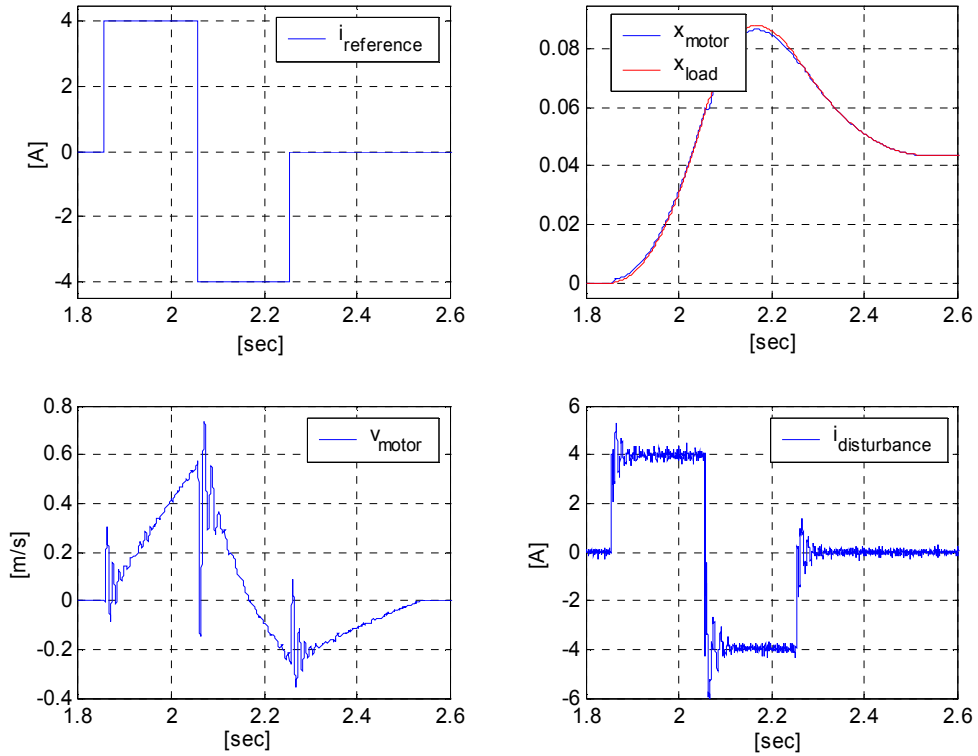 4
2
0
-2
-4
[A]
i_reference
1.8 2 2.2 2.4 2.6
[sec]
0.08
0.06
0.04
0.02
0
x_motor
x_load
1.8 2 2.2 2.4 2.6
[sec]
0.8
0.6
0.4
0.2
0
-0.2
-0.4
[m/s]
v_motor
1.8 2 2.2 2.4 2.6
[sec]
6
4
2
0
-2
-4
-6
[A]
i_disturbance
1.8 2 2.2 2.4 2.6
[sec]